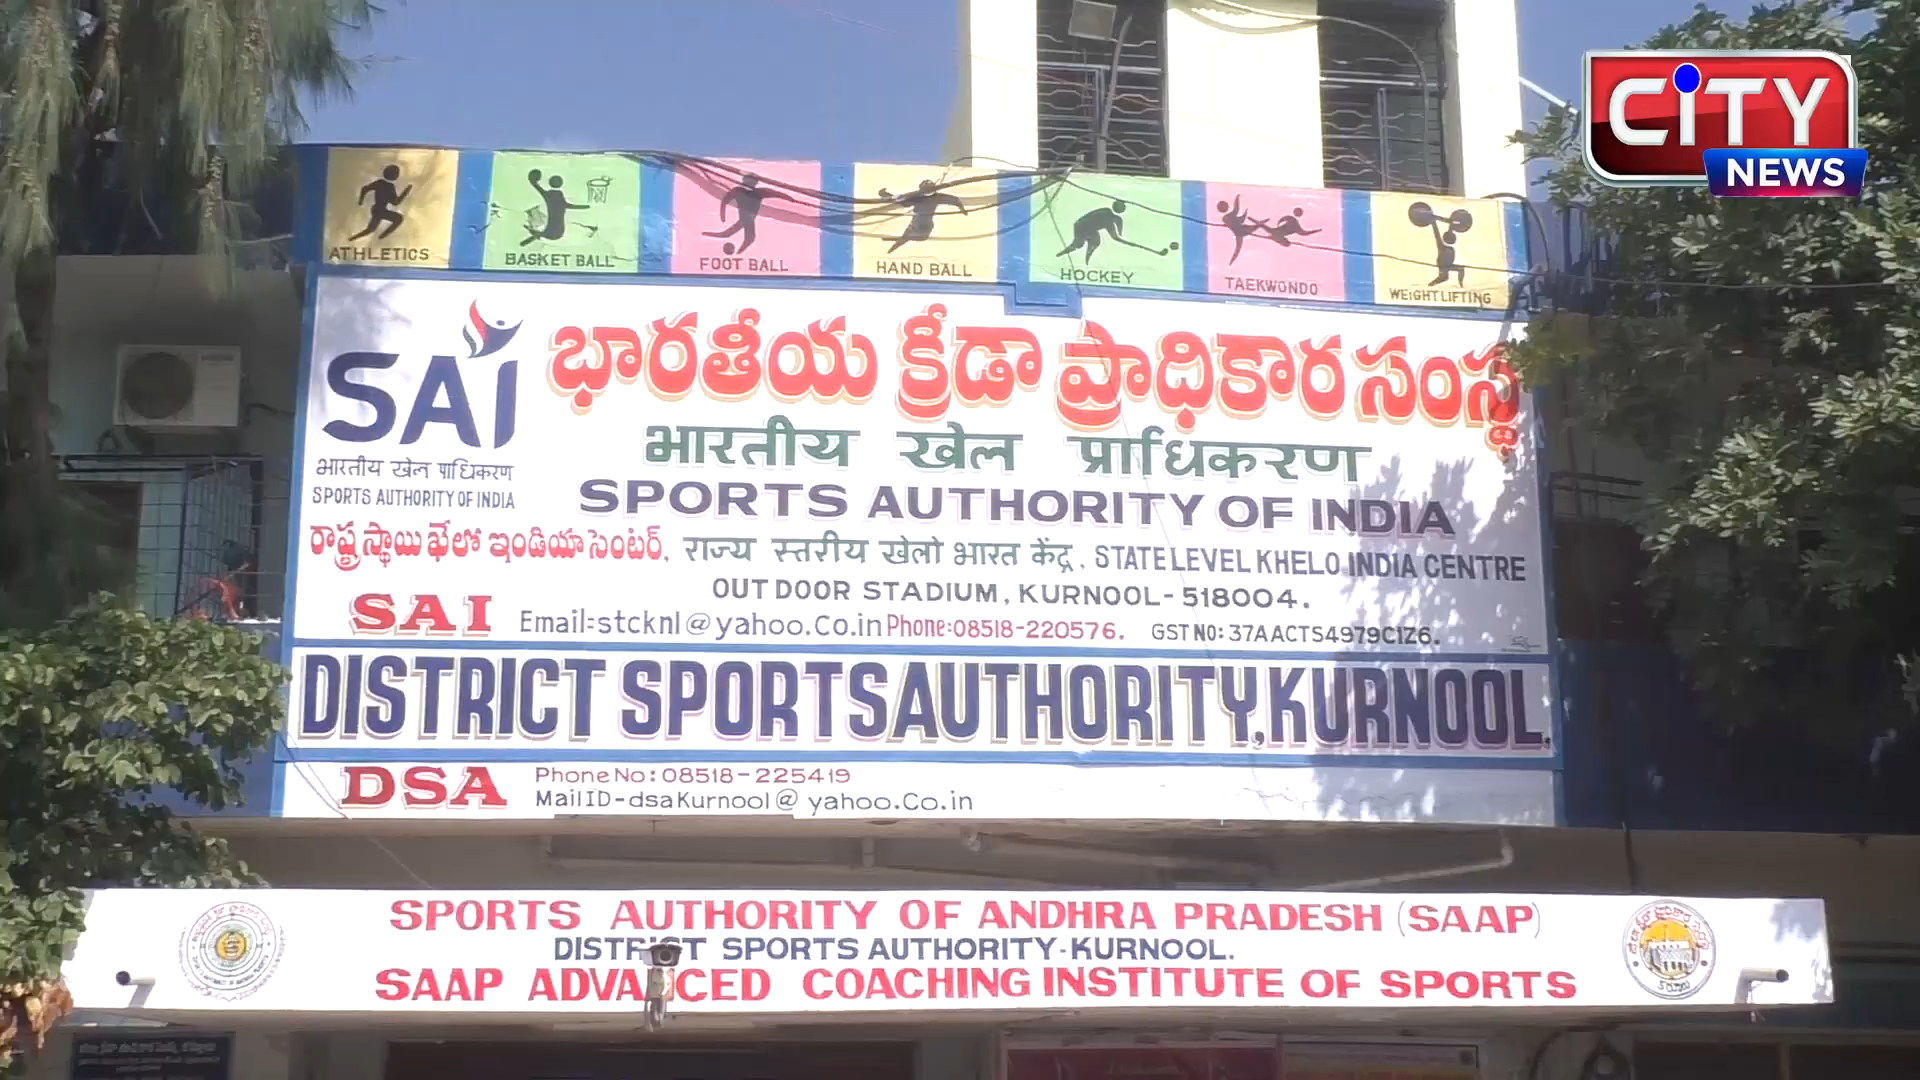 CiTY
NEWS
ATHLETICS
BASKET BALL
FOOT BALL
HAND BALL
HOCKEY
TAEKWONDO
WEIGHTLIFTING
SAI
भारतीय खेल प्राधिकरण
SPORTS AUTHORITY OF INDIA
భారతీయ క్రీడా ప్రాధికార సంస్థ
भारतीय खेल प्राधिकरण
SPORTS AUTHORITY OF INDIA
రాష్ట్ర స్థాయి ఖేలో ఇండియా సెంటర్, राज्य स्तरीय खेलो भारत केंद्र. STATE LEVEL KHELO INDIA CENTRE
OUT DOOR STADIUM, KURNOOL-518004.
SAI Email=stcknl@yahoo.Co.in Phone:08518-220576. GST NO: 37AACTS4979C1Z6.
DISTRICT SPORTS AUTHORITY, KURNOOL.
DSA
Phone No: 08518-225419
Mail ID-dsaKurnool@yahoo.Co.in
SPORTS AUTHORITY OF ANDHRA PRADESH (SAAP)
DISTRICT SPORTS AUTHORITY-KURNOOL.
SAAP ADVANCED COACHING INSTITUTE OF SPORTS